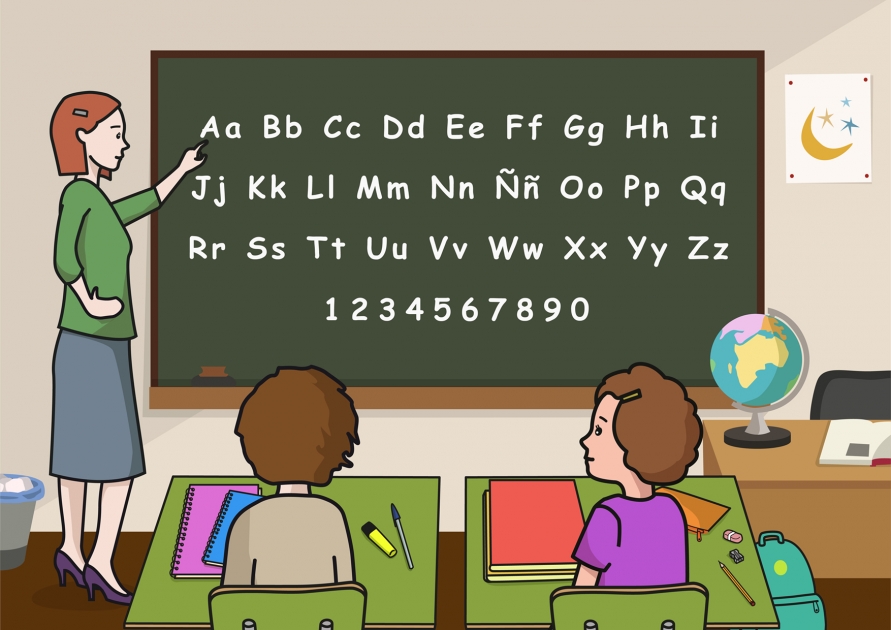 Aa Bb Cc Dd Ee Ff Gg Hh Ii
Jj Kk Ll Mm Nn Ññ Oo Pp Qq
Rr Ss Tt Uu Vv Ww Xx Yy Zz
1 2 3 4 5 6 7 8 9 0